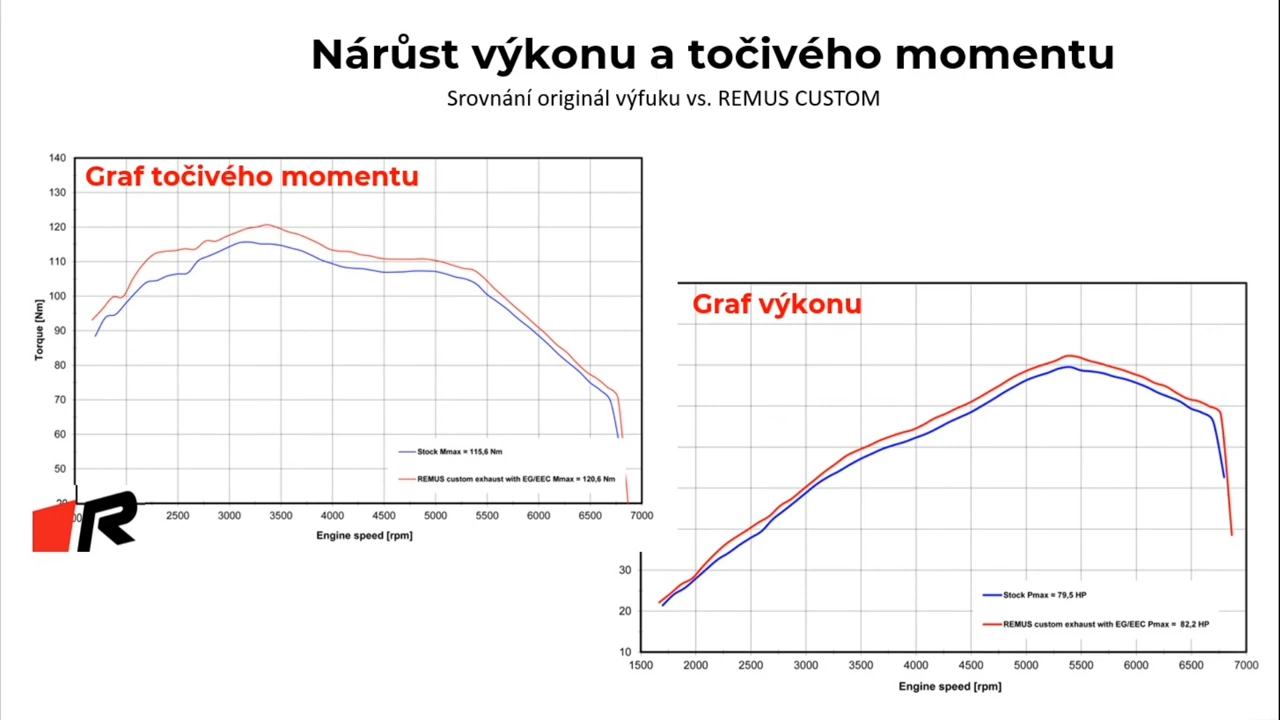 Nárůst výkonu a točivého momentu
Srovnání originál výfuku vs. REMUS CUSTOM
Graf točivého momentu
140
130
120
110
100
90
80
70
60
50
Torque [Nm]
Stock Mmax = 115,6 Nm
REMUS custom exhaust with EG/EEC Mmax = 120,6 Nm
2500 3000 3500 4000 4500 5000 5500 6000 6500 7000
Engine speed [rpm]
R
Graf výkonu
30
20
10
Stock Pmax = 79,5 HP
REMUS custom exhaust with EG/EEC Pmax = 82,2 HP
1500 2000 2500 3000 3500 4000 4500 5000 5500 6000 6500 7000
Engine speed [rpm]